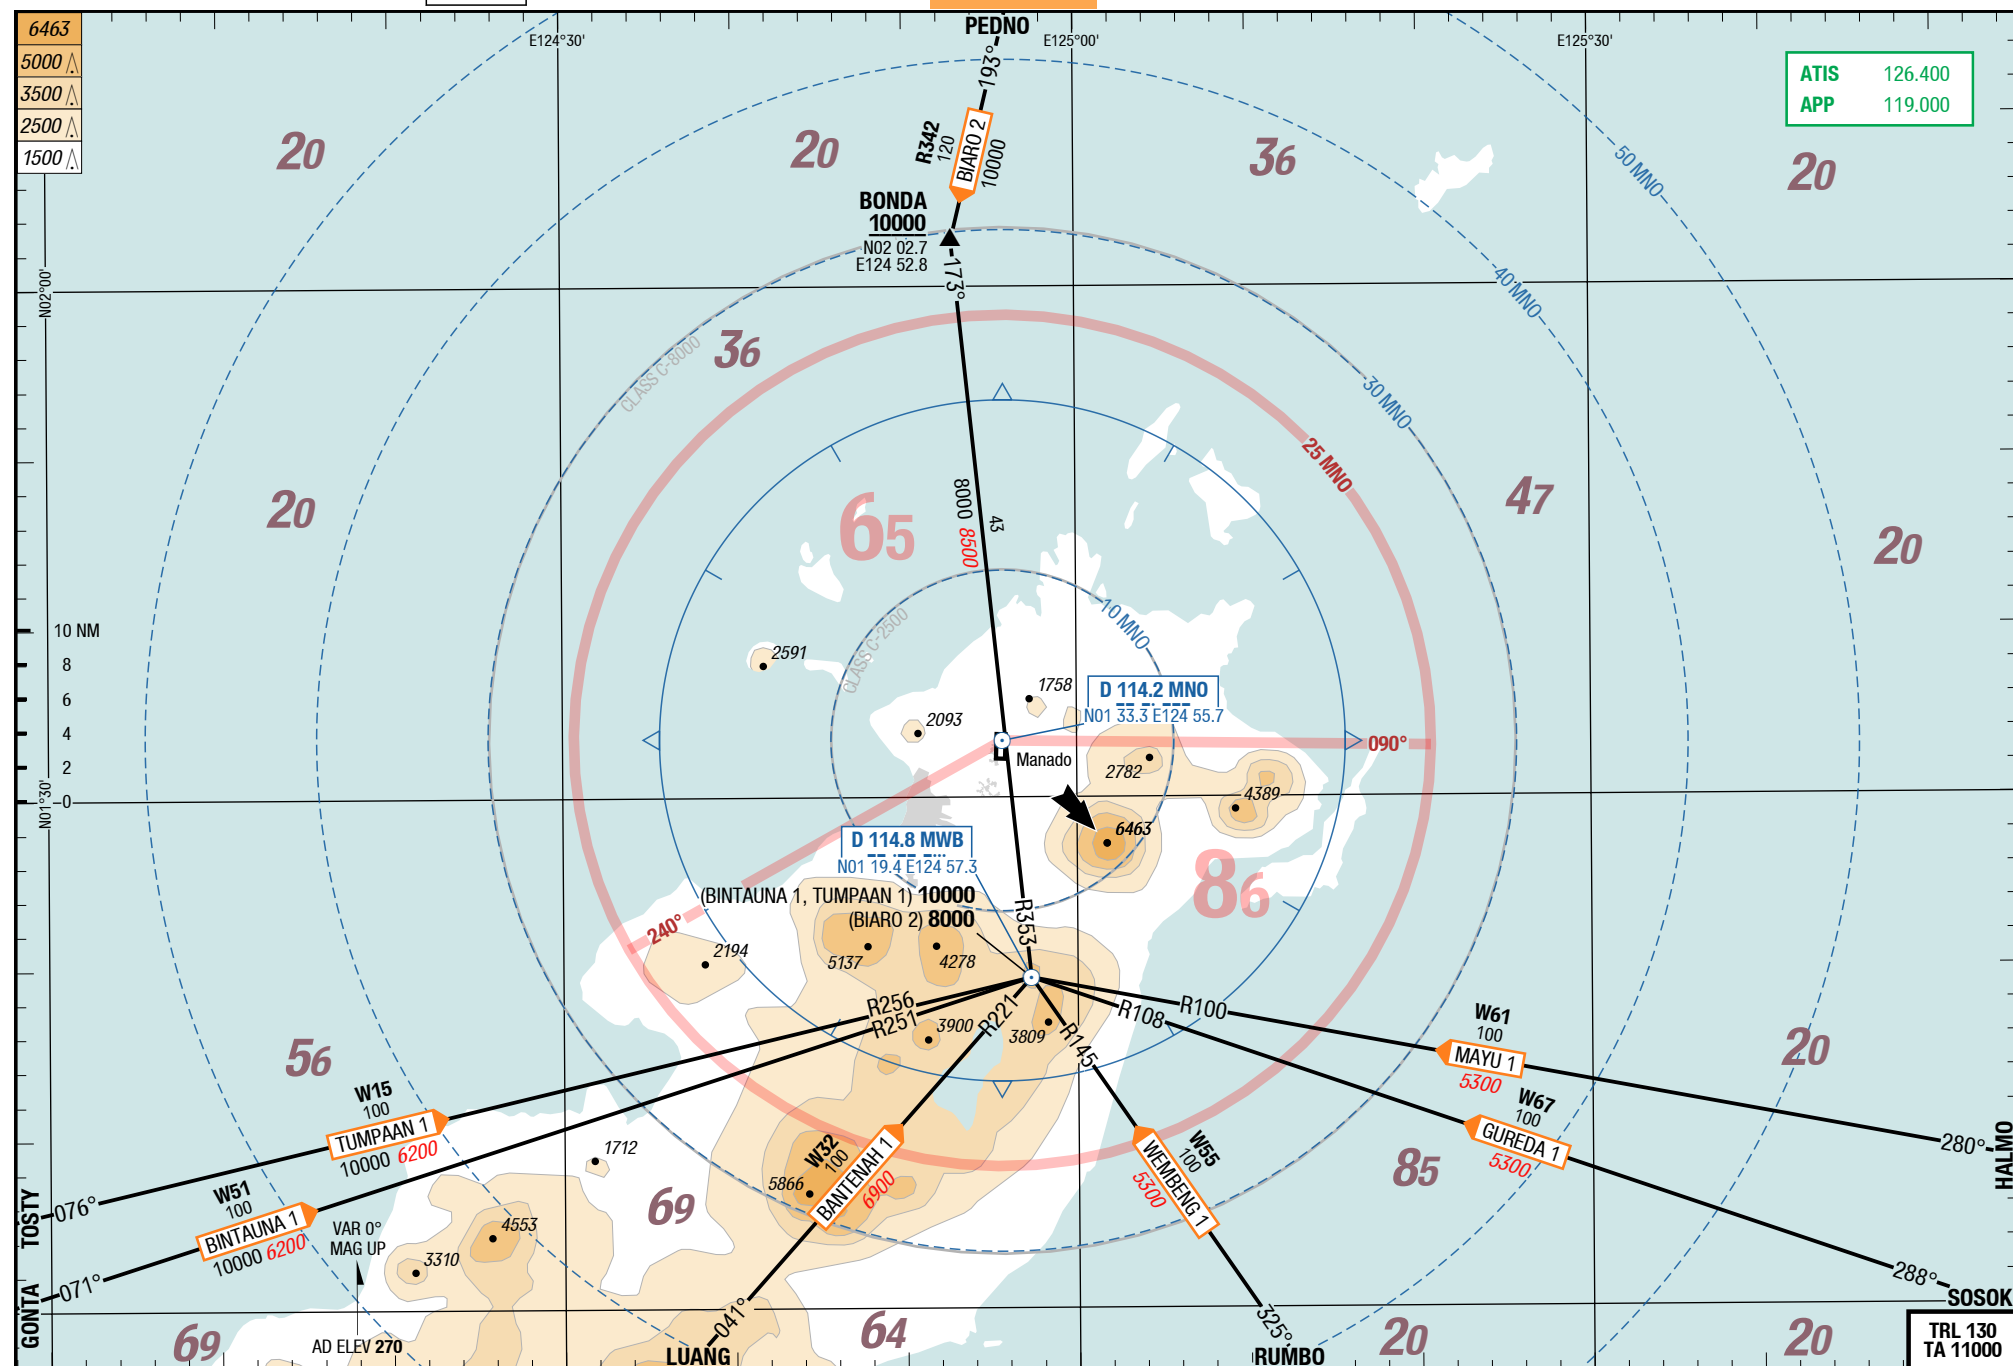 6463
5000
3500
2500
1500
PEDNO
E124°30'
E125°00'
E125°30'
ATIS 126.400
APP 119.000
193°
R342
120
BIARO 2
10000
BONDA
10000
N02 02.7
E124 52.8
173°
20
20
36
20
50 MNO
40 MNO
30 MNO
25 MNO
10 MNO
N02°00'
36
CLASS C-8000
20
65
8000 8500
43
47
20
CLASS C-2500
10 NM
8
6
4
2
0
N01°30'
2591
2093
1758
D 114.2 MNO
N01 33.3 E124 55.7
Manado
090°
2782
4389
6463
D 114.8 MWB
N01 19.4 E124 57.3
(BINTAUNA 1, TUMPAAN 1) 10000
(BIARO 2) 8000
R353
86
240°
2194
5137
4278
R256
R251
R221
3900
3809
R145
R108
R100
W61
100
MAYU 1
5300
20
W67
100
GUREDA 1
5300
280°
HALMO
56
W15
100
TUMPAAN 1
10000 6200
076°
TOSTY
1712
W51
100
BINTAUNA 1
10000 6200
071°
GONTA
VAR 0°
MAG UP
4553
3310
69
5866
W32
100
BANTENAH 1
6900
W55
100
WEMBENG 1
5300
85
288°
SOSOK
69
AD ELEV 270
041°
LUANG
64
325°
RUMBO
20
20
TRL 130
TA 11000